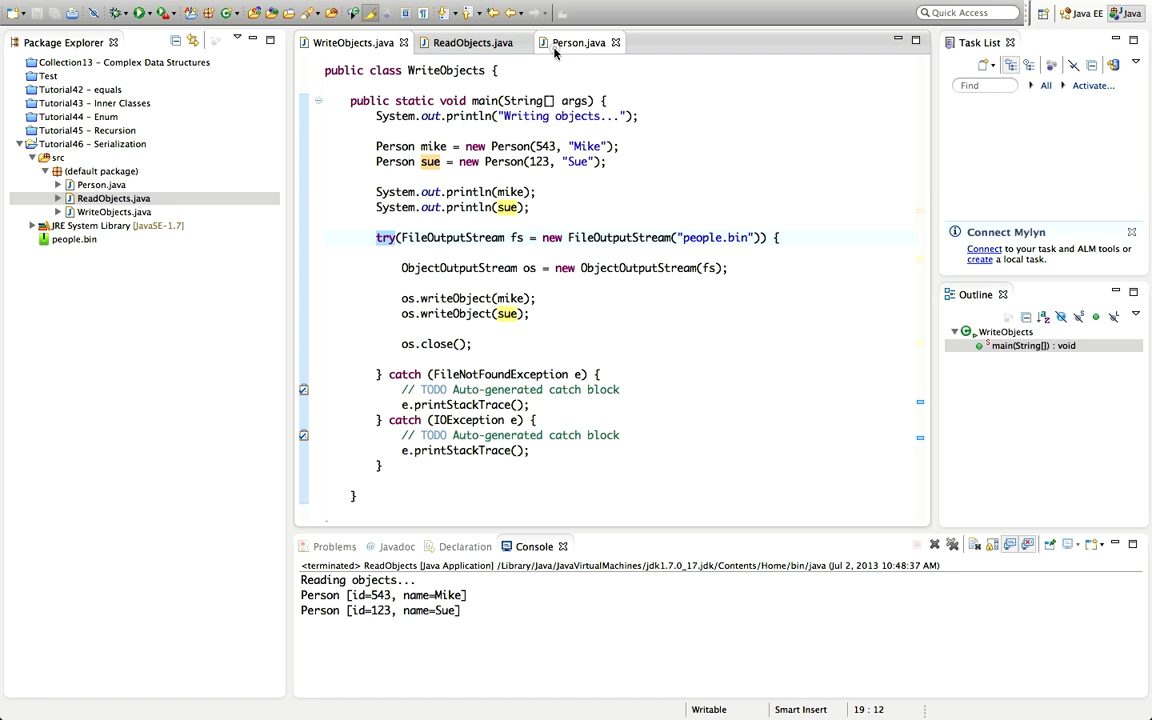 Quick Access
Java EE
Java
Package Explorer
Collection13 - Complex Data Structures
Test
Tutorial42 - equals
Tutorial43 - Inner Classes
Tutorial44 - Enum
Tutorial45 - Recursion
Tutorial46 - Serialization
src
(default package)
Person.java
ReadObjects.java
WriteObjects.java
JRE System Library [JavaSE-1.7]
people.bin
WriteObjects.java
ReadObjects.java
Person.java
public class WriteObjects {
public static void main(String[] args) {
System.out.println("Writing objects...");
Person mike = new Person(543, "Mike");
Person sue = new Person(123, "Sue");
System.out.println(mike);
System.out.println(sue);
try(FileOutputStream fs = new FileOutputStream("people.bin")) {
ObjectOutputStream os = new ObjectOutputStream(fs);
os.writeObject(mike);
os.writeObject(sue);
os.close();
} catch (FileNotFoundException e) {
// TODO Auto-generated catch block
e.printStackTrace();
} catch (IOException e) {
// TODO Auto-generated catch block
e.printStackTrace();
}
}
Task List
Find
All
Activate...
Connect Mylyn
Connect to your task and ALM tools or
create a local task.
Outline
WriteObjects
main(String[]) : void
Problems
Javadoc
Declaration
Console
<terminated> ReadObjects [Java Application] /Library/Java/JavaVirtualMachines/jdk1.7.0_17.jdk/Contents/Home/bin/java (Jul 2, 2013 10:48:37 AM)
Reading objects...
Person [id=543, name=Mike]
Person [id=123, name=Sue]
Writable
Smart Insert
19 : 12